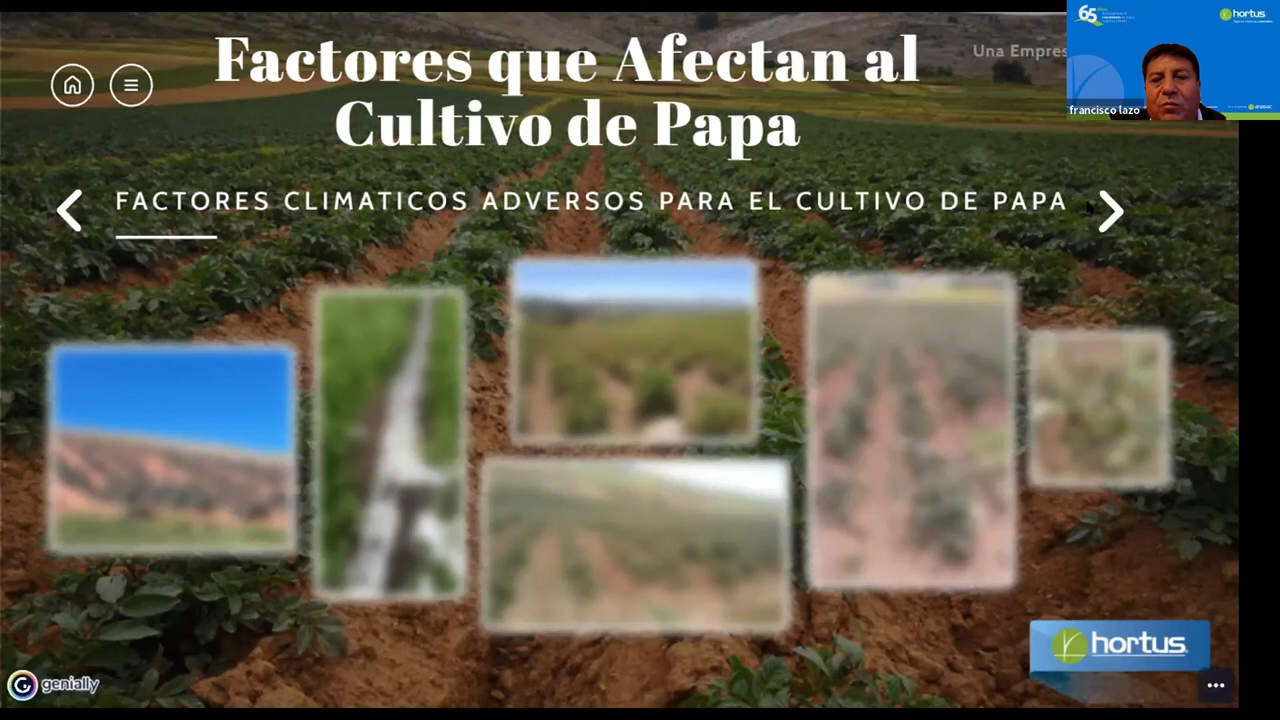 Factores que Afectan al
Cultivo de Papa
Una Empres
FACTORES CLIMATICOS ADVERSOS PARA EL CULTIVO DE PAPA
65
hortus
francisco lazo
hortus
genially